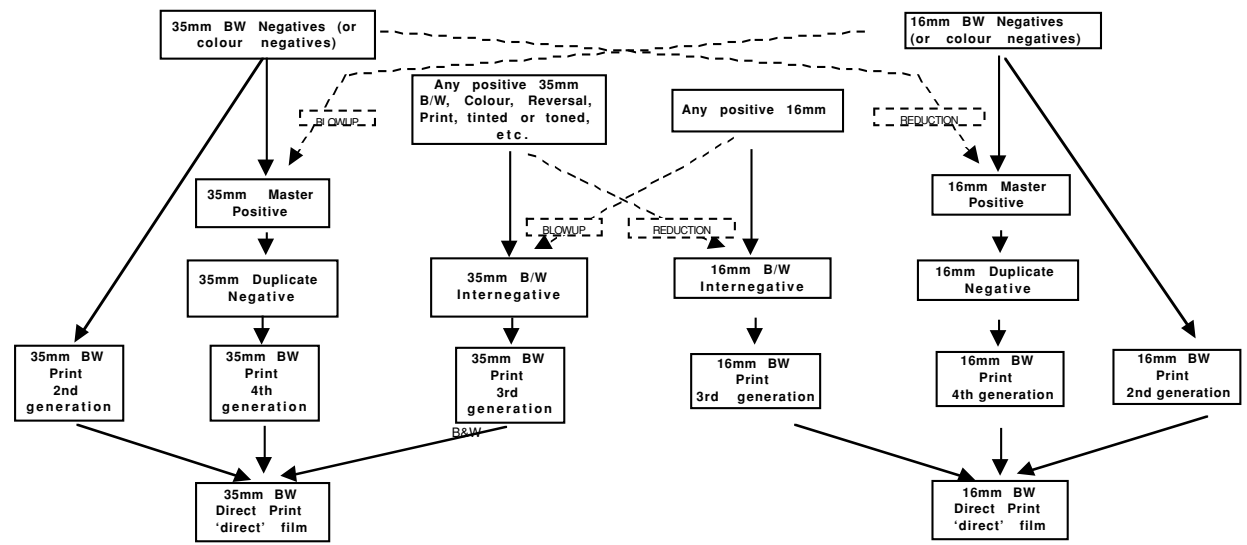 35mm BW Negatives (or
colour negatives)
16mm BW Negatives
(or colour negatives)
Any positive 35mm
B/W, Colour, Reversal,
Print, tinted or toned,
etc.
Any positive 16mm
BLOWUP
REDUCTION
35mm Master
Positive
16mm Master
Positive
BLOWUP
REDUCTION
35mm Duplicate
Negative
35mm B/W
Internegative
16mm B/W
Internegative
16mm Duplicate
Negative
35mm BW
Print
2nd
generation
35mm BW
Print
4th
generation
35mm BW
Print
3rd
generation
16mm BW
Print
3rd generation
16mm BW
Print
4th generation
16mm BW
Print
2nd generation
B&W
35mm BW
Direct Print
‘direct’ film
16mm BW
Direct Print
‘direct’ film